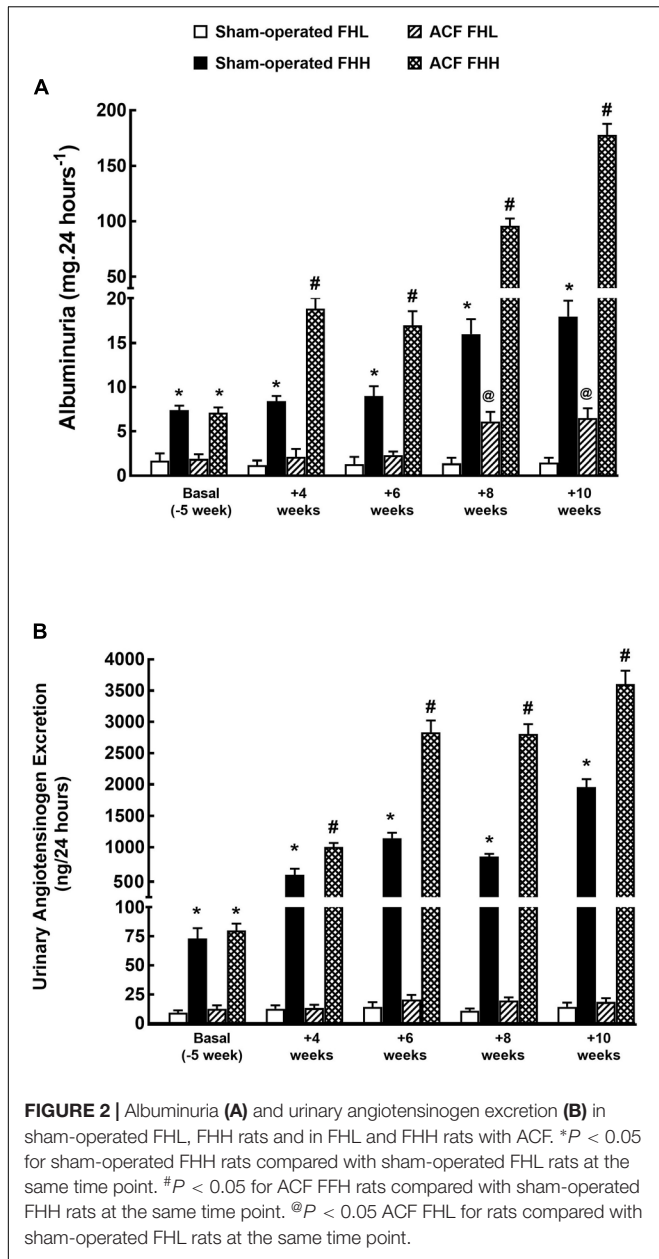 Sham-operated FHL ACF FHL
Sham-operated FHH ACF FHH
A
Albuminuria (mg.24 hours-1)
200
150
100
50
20
15
10
5
0
* * * # * # * @ # * @ #
Basal
(-5 week)
+4
weeks
+6
weeks
+8
weeks
+10
weeks
B
Urinary Angiotensinogen Excretion
(ng/24 hours)
4000
3500
3000
2500
2000
1500
1000
500
100
75
50
25
0
* * * # * # * # * #
Basal
(-5 week)
+4
weeks
+6
weeks
+8
weeks
+10
weeks
FIGURE 2 | Albuminuria (A) and urinary angiotensinogen excretion (B) in
sham-operated FHL, FHH rats and in FHL and FHH rats with ACF. *P < 0.05
for sham-operated FHH rats compared with sham-operated FHL rats at the
same time point. #P < 0.05 for ACF FFH rats compared with sham-operated
FHH rats at the same time point. @P < 0.05 ACF FHL for rats compared with
sham-operated FHL rats at the same time point.